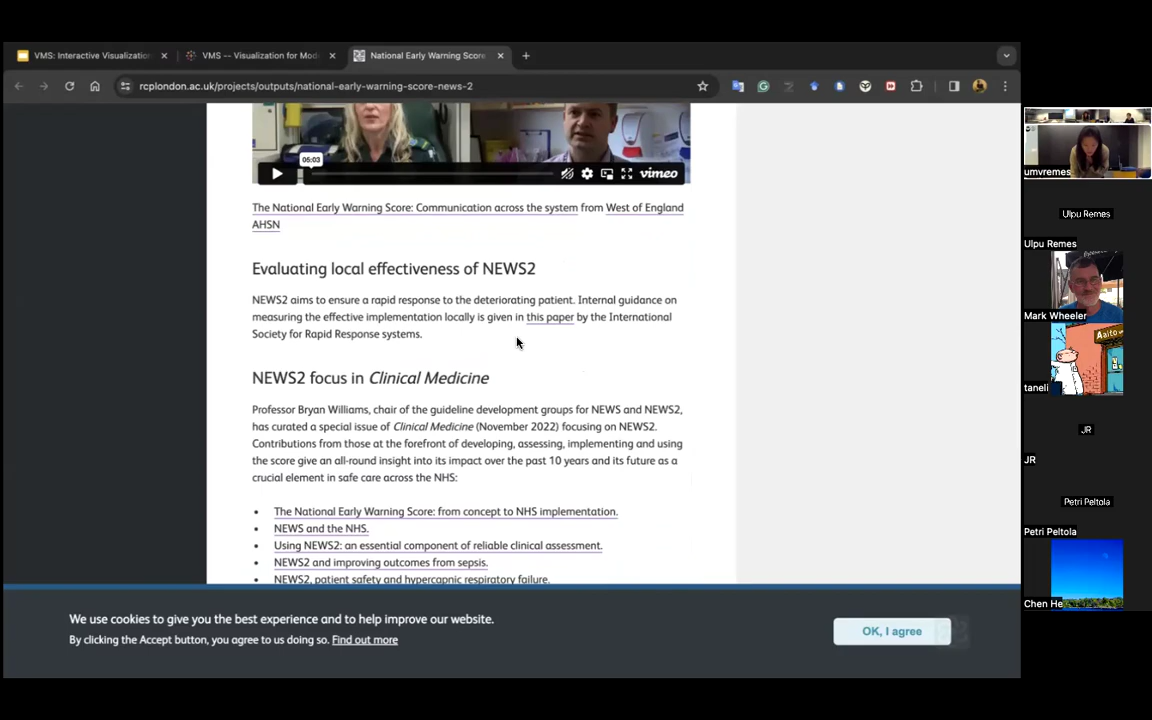 VMS: Interactive Visualizatio
VMS -- Visualization for Mod
National Early Warning Score
rcplondon.ac.uk/projects/outputs/national-early-warning-score-news-2
05:03
vimeo
The National Early Warning Score: Communication across the system from West of England
AHSN
Evaluating local effectiveness of NEWS2
NEWS2 aims to ensure a rapid response to the deteriorating patient. Internal guidance on
measuring the effective implementation locally is given in this paper by the International
Society for Rapid Response systems.
NEWS2 focus in Clinical Medicine
Professor Bryan Williams, chair of the guideline development groups for NEWS and NEWS2,
has curated a special issue of Clinical Medicine (November 2022) focusing on NEWS2.
Contributions from those at the forefront of developing, assessing, implementing and using
the score give an all-round insight into its impact over the past 10 years and its future as a
crucial element in safe care across the NHS:
• The National Early Warning Score: from concept to NHS implementation.
• NEWS and the NHS.
• Using NEWS2: an essential component of reliable clinical assessment.
• NEWS2 and improving outcomes from sepsis.
• NEWS2, patient safety and hypercapnic respiratory failure.
We use cookies to give you the best experience and to help improve our website.
By clicking the Accept button, you agree to us doing so. Find out more
OK, I agree
umvremes
Ulpu Remes
Ulpu Remes
Mark Wheeler
Aalto
taneli
JR
JR
Petri Peltola
Petri Peltola
Chen He